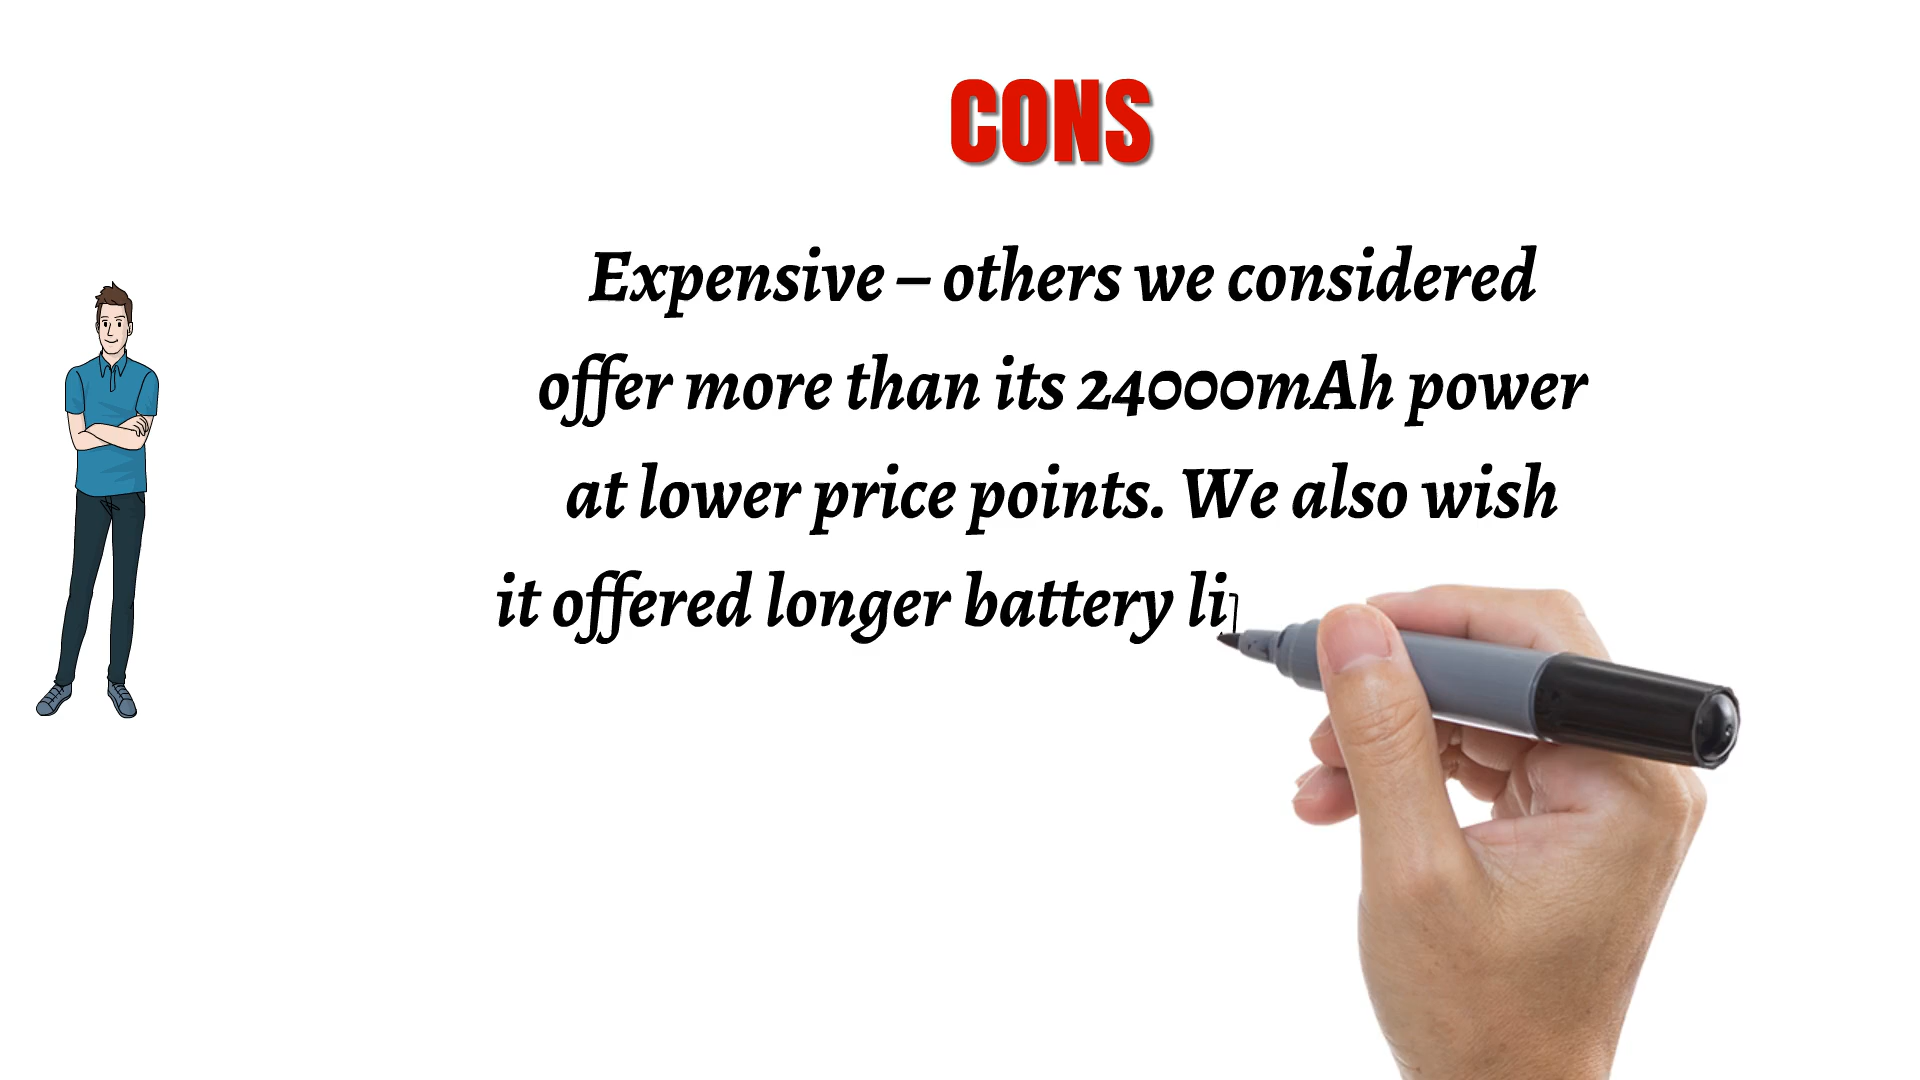 CONS
Expensive – others we considered
offer more than its 24000mAh power
at lower price points. We also wish
it offered longer battery